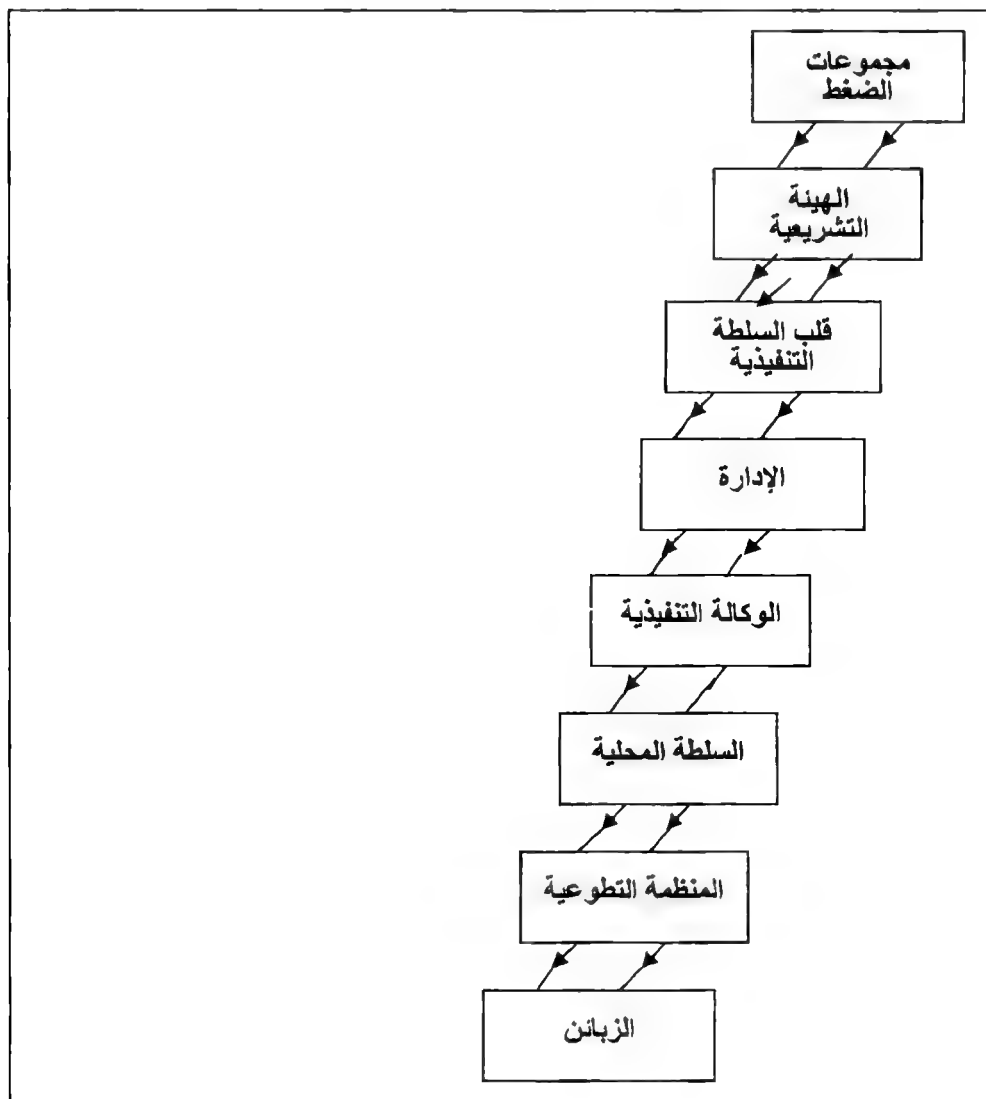 مجموعات
الضغط
الهيئة
التشريعية
قلب السلطة
التنفيذية
الإدارة
الوكالة التنفيذية
السلطة المحلية
المنظمة التطوعية
الزبائن